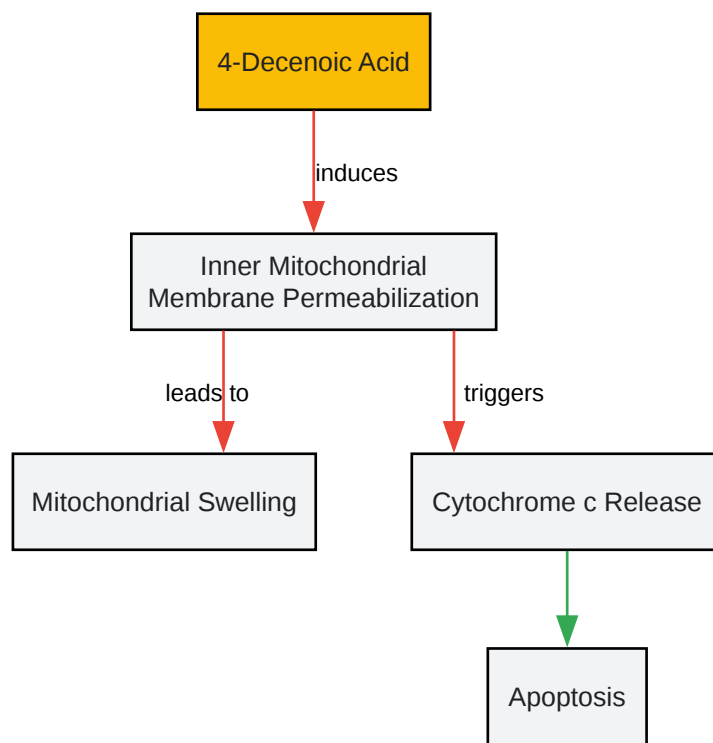 4-Decenoic Acid
induces
Inner Mitochondrial
Membrane Permeabilization
leads to
triggers
Mitochondrial Swelling
Cytochrome c Release
Apoptosis